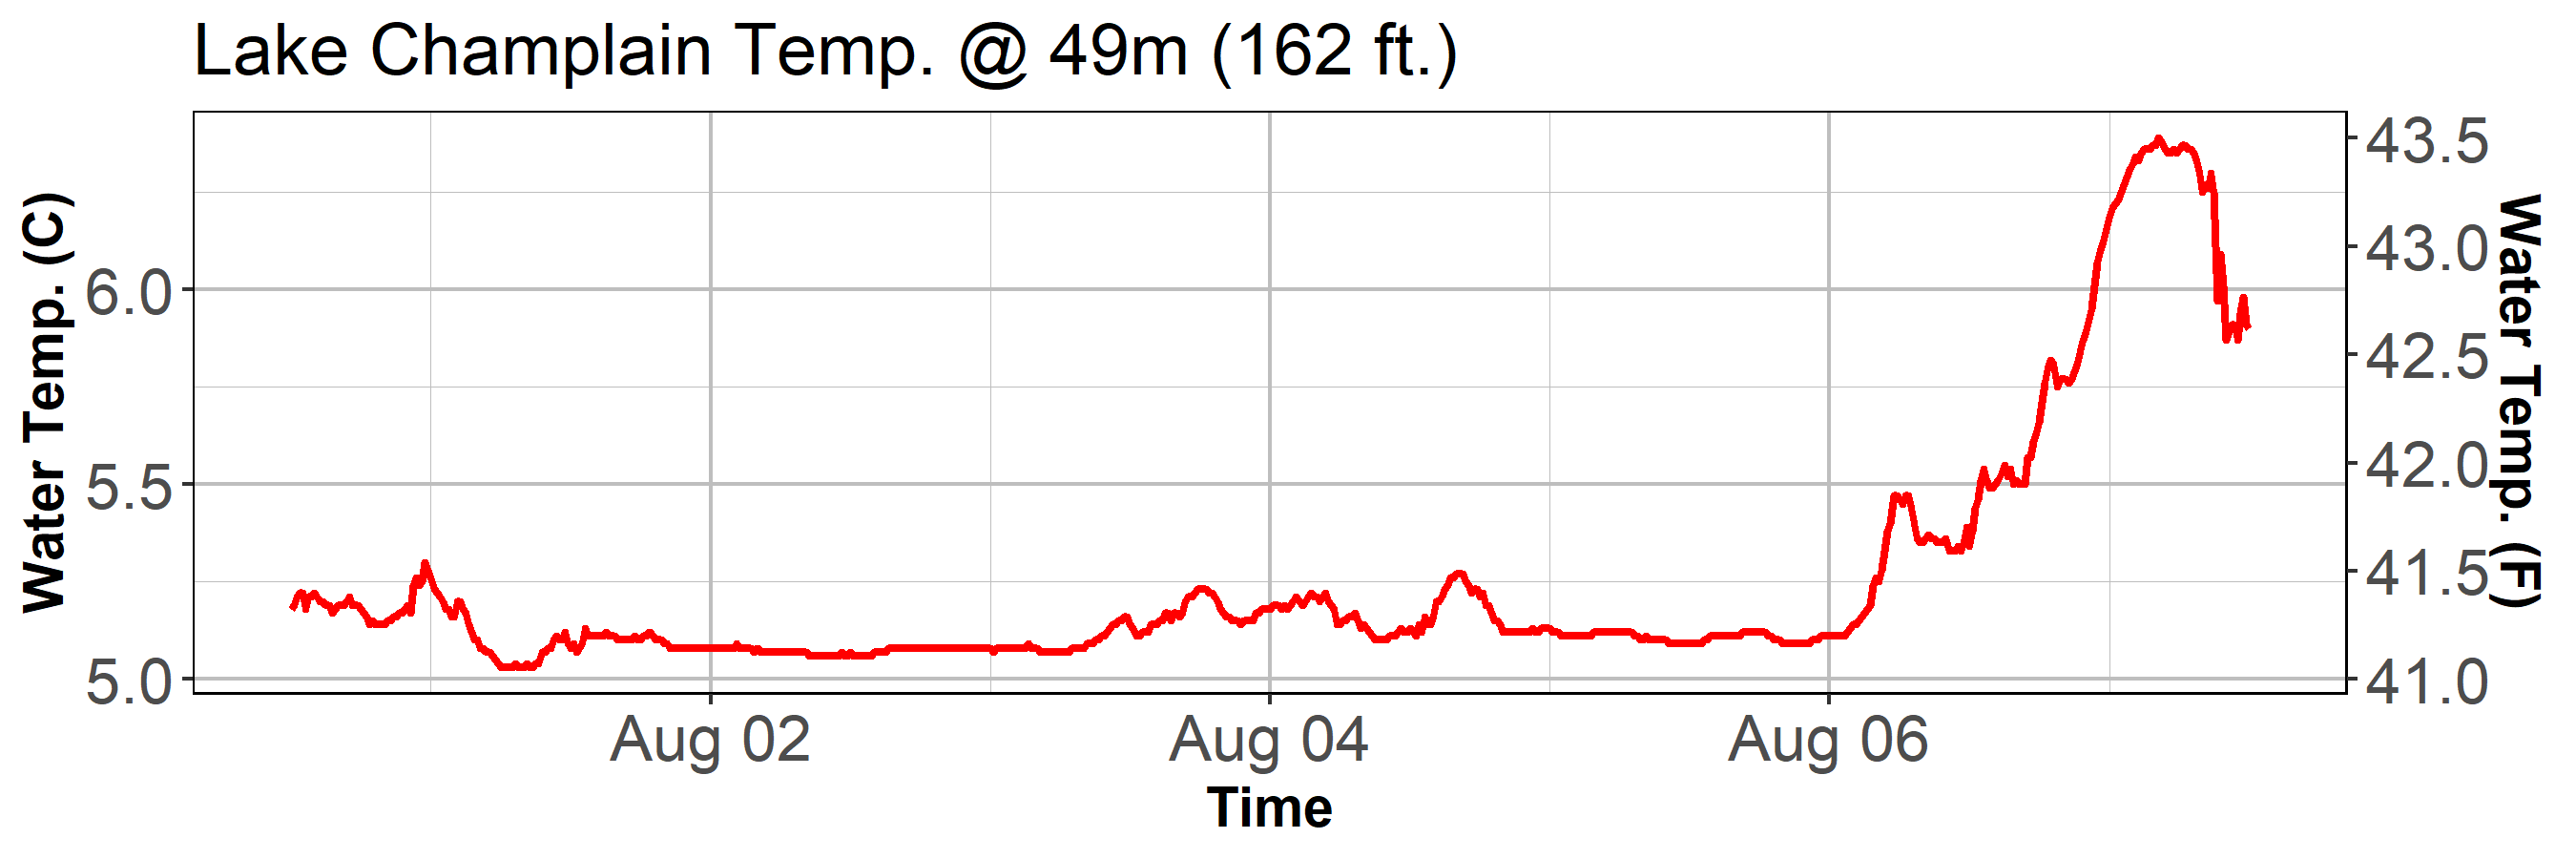 Lake Champlain Temp. @ 49m (162 ft.)
Water Temp. (C)
6.0
5.5
5.0
43.5
43.0
42.5
42.0
41.5
41.0
Water Temp. (F)
Aug 02 Aug 04 Aug 06
Time